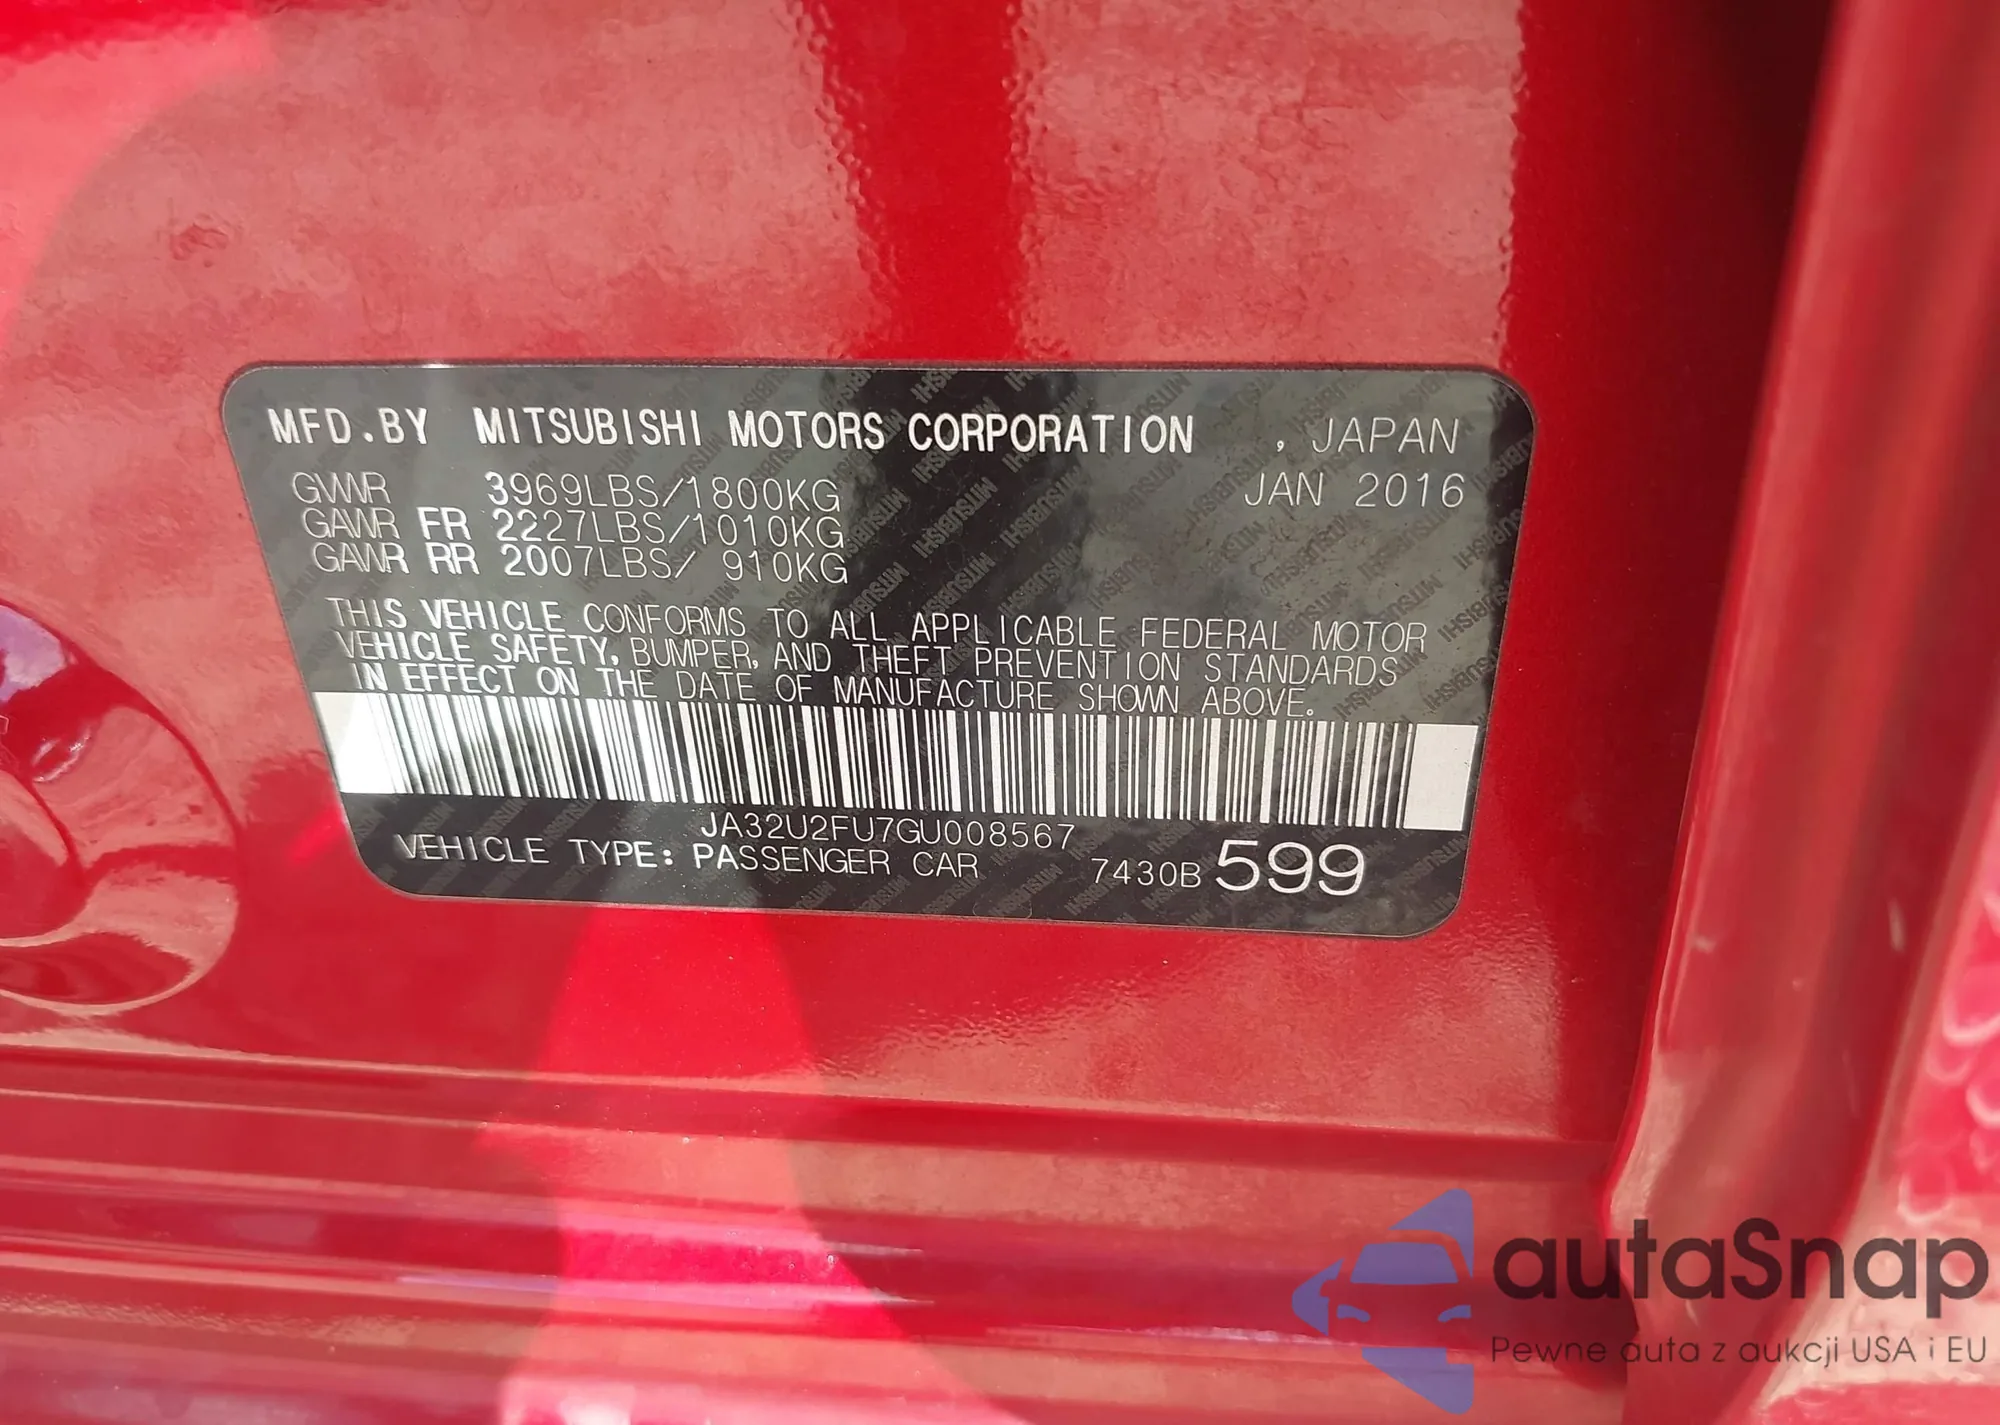 MFD.BY MITSUBISHI MOTORS CORPORATION , JAPAN
GVWR 3969LBS/1800KG JAN 2016
GAWR FR 2227LBS/1010KG
GAWR RR 2007LBS/ 910KG
THIS VEHICLE CONFORMS TO ALL APPLICABLE FEDERAL MOTOR
VEHICLE SAFETY, BUMPER, AND THEFT PREVENTION STANDARDS
IN EFFECT ON THE DATE OF MANUFACTURE SHOWN ABOVE.
JA32U2FU7GU008567
VEHICLE TYPE: PASSENGER CAR 7430B 599
autaSnap
Pewne auta z aukcji USA i EU